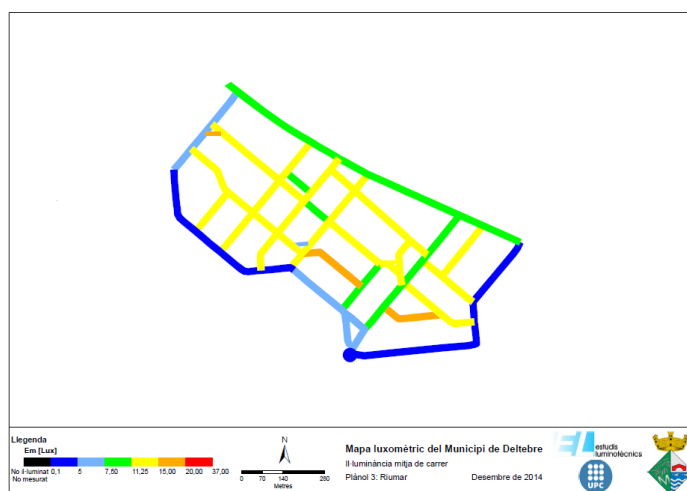 Llegenda
Em [Lux]
No il·luminat 0,1 5 7,50 11,25 15,00 20,00 37,00
No mesurat
N
0 70 140 280
Metres
Mapa luxomètric del Municipi de Deltebre
Il·luminància mitja de carrer
Plànol 3: Riumar Desembre de 2014
estudis
luminotècnics
UPC